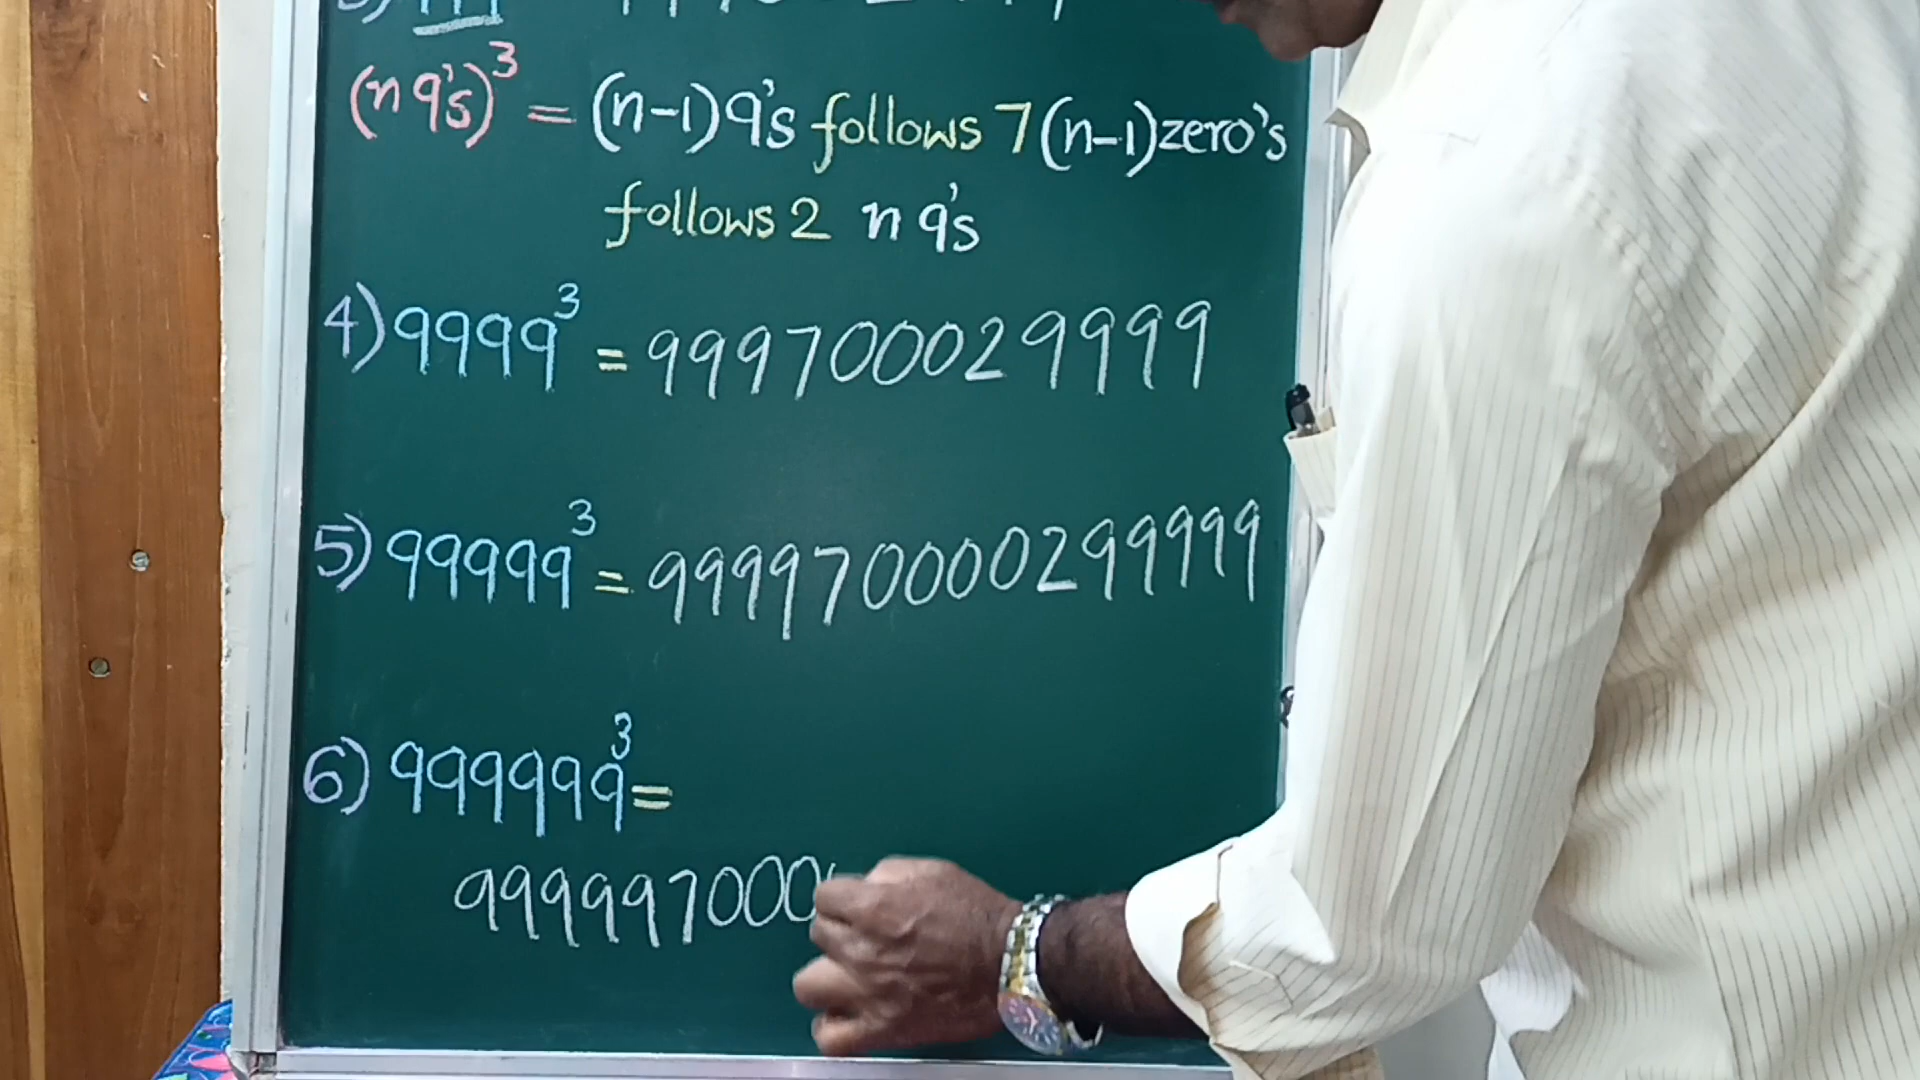 (n 9's)³ = (n-1)9's follows 7(n-1)zero's
follows 2 n 9's
4) 9999³ = 999700029999
5) 99999³ = 999970000299999
6) 999999³ =
999997000